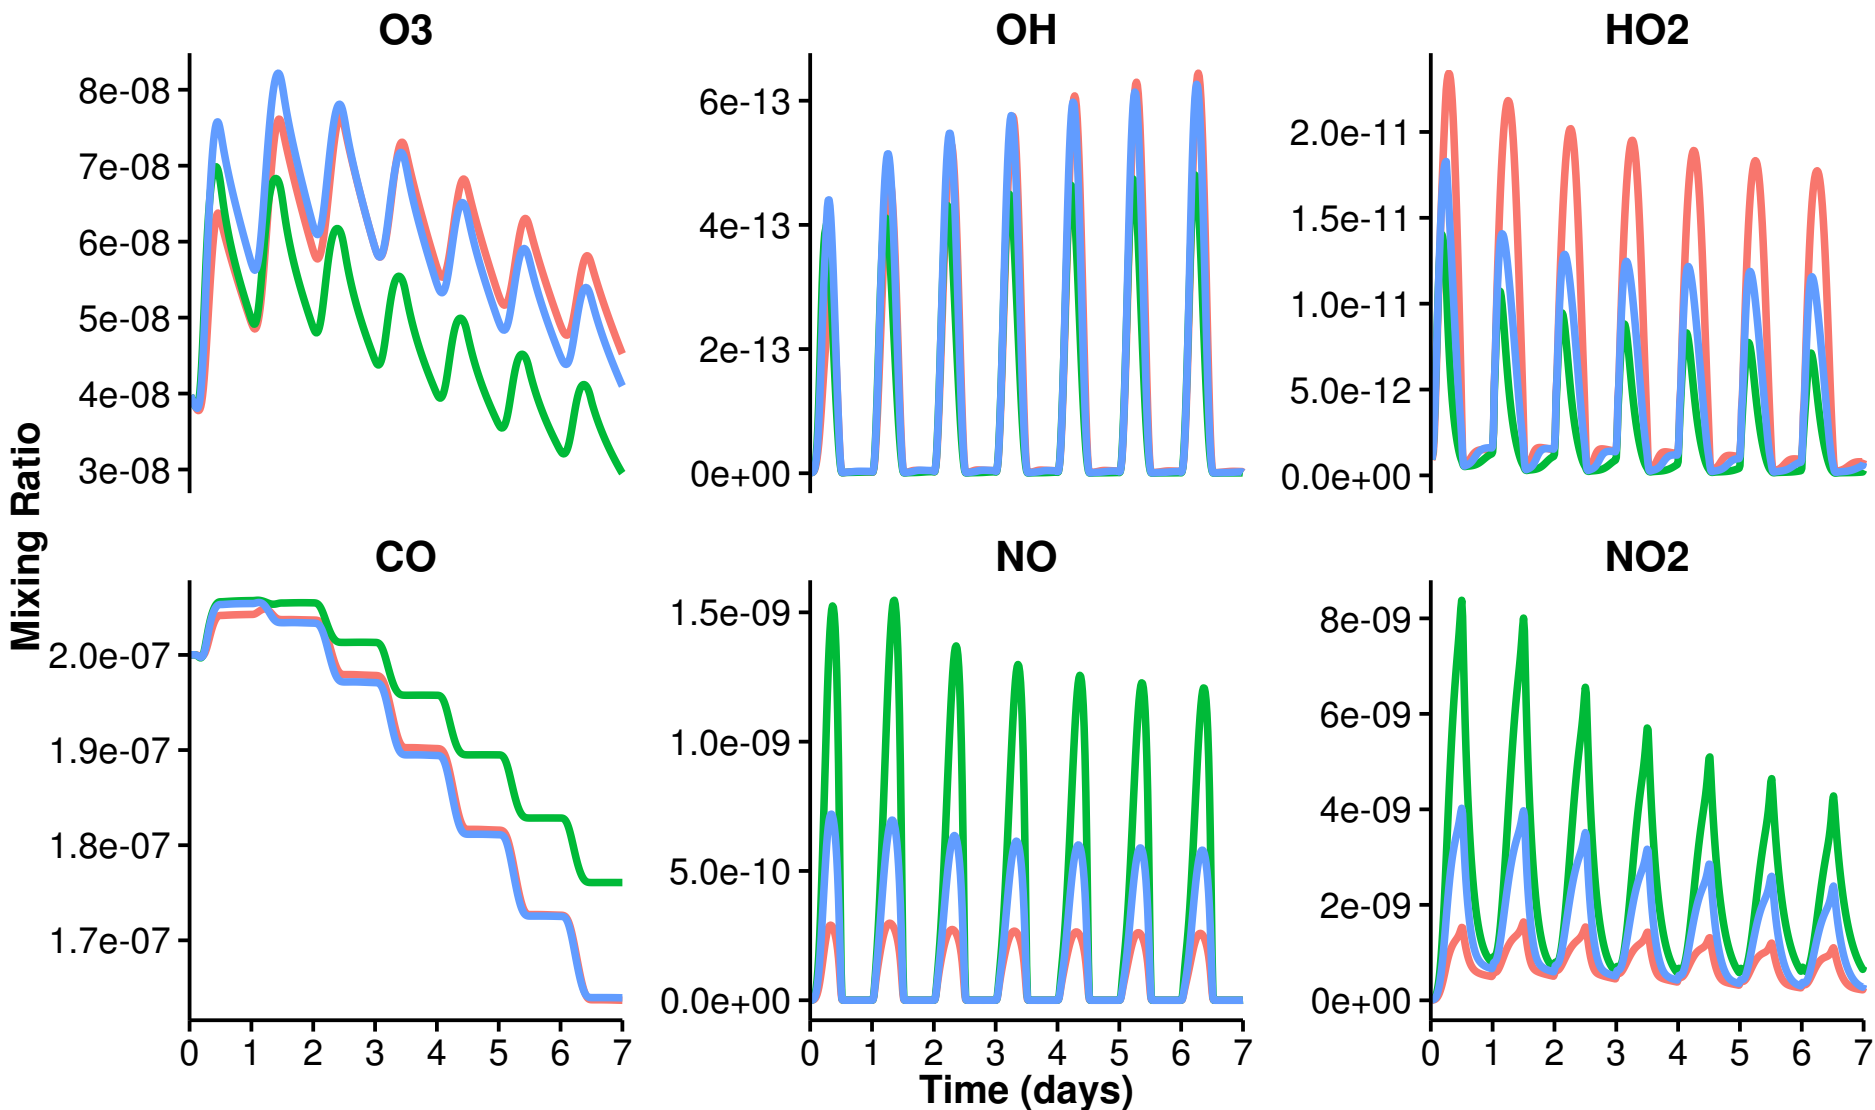 O3 OH HO2
8e-08
7e-08
6e-08
5e-08
4e-08
3e-08
6e-13
4e-13
2e-13
0e+00
2.0e-11
1.5e-11
1.0e-11
5.0e-12
0.0e+00
Mixing Ratio
CO NO NO2
2.0e-07
1.9e-07
1.8e-07
1.7e-07
1.5e-09
1.0e-09
5.0e-10
0.0e+00
8e-09
6e-09
4e-09
2e-09
0e+00
0 1 2 3 4 5 6 7 0 1 2 3 4 5 6 7 0 1 2 3 4 5 6 7
Time (days)